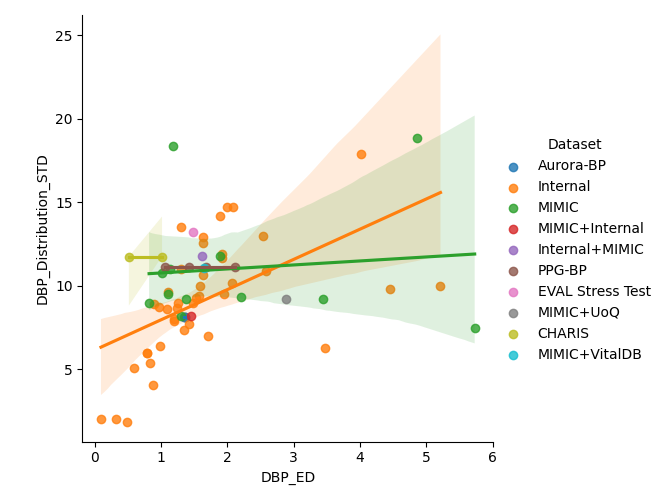 25
20
15
10
5
DBP_Distribution_STD
0 1 2 3 4 5 6
DBP_ED
Dataset
Aurora-BP
Internal
MIMIC
MIMIC+Internal
Internal+MIMIC
PPG-BP
EVAL Stress Test
MIMIC+UoQ
CHARIS
MIMIC+VitalDB